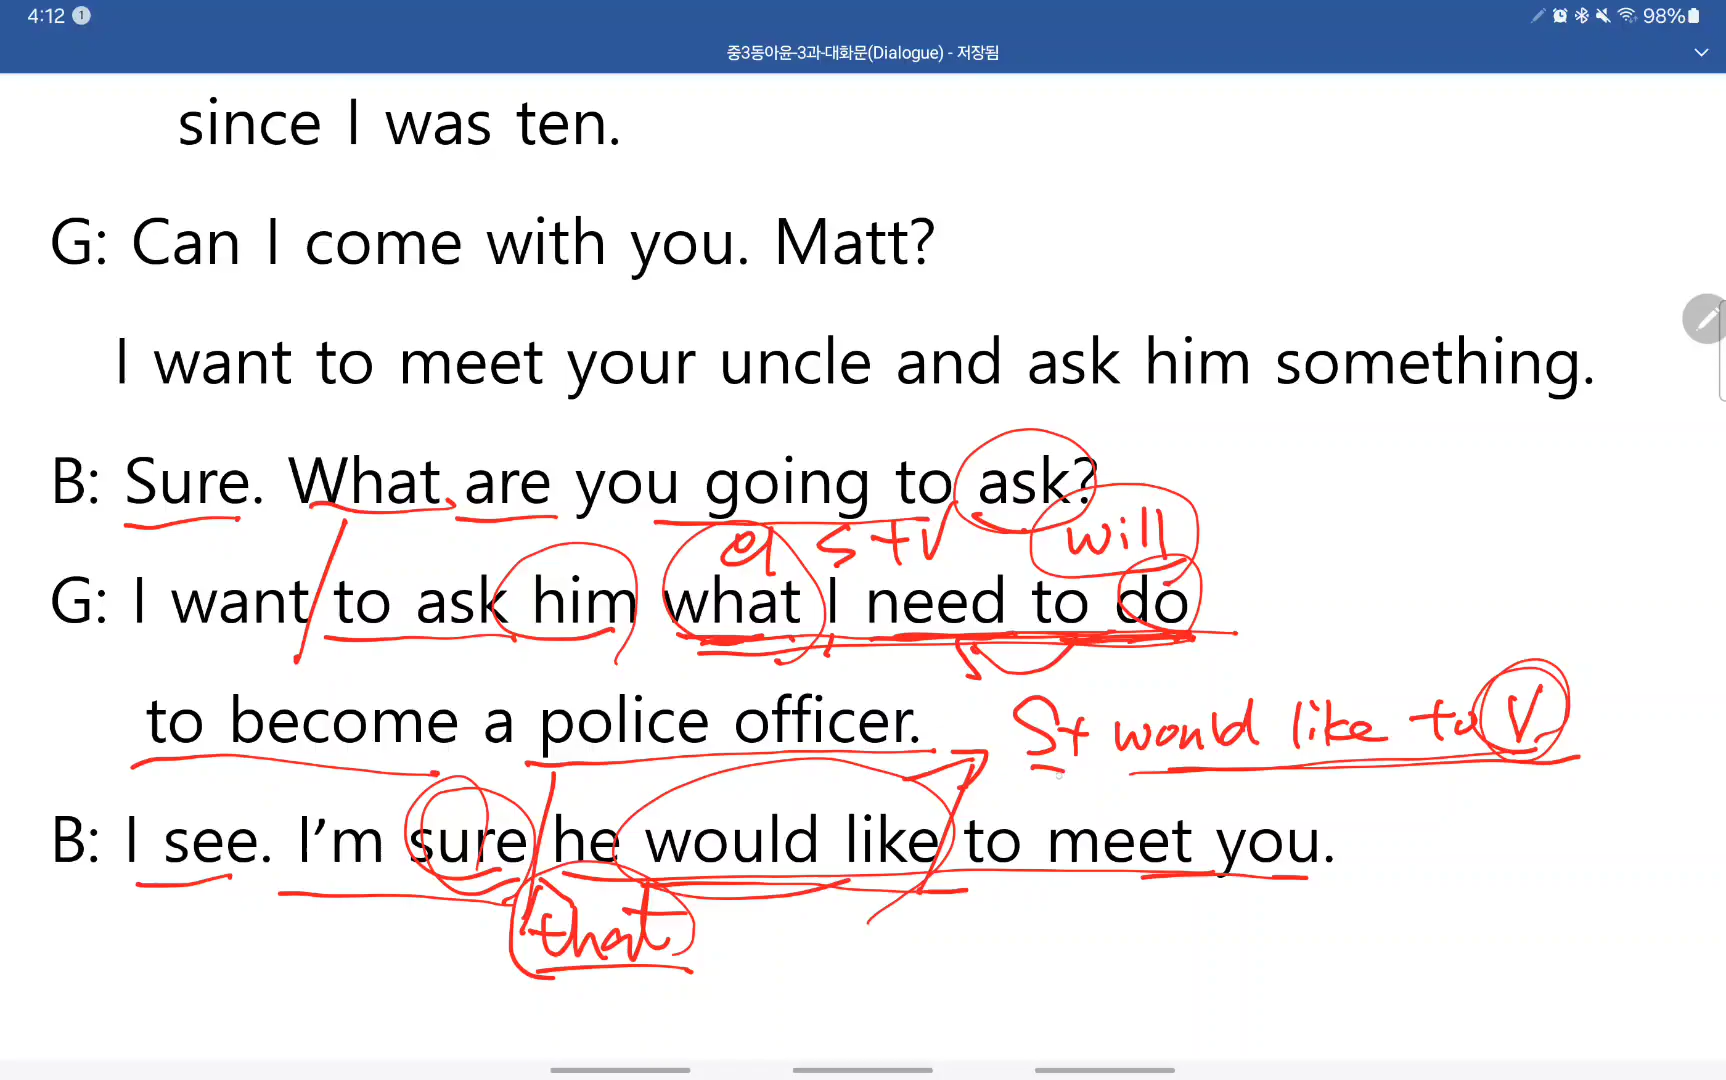 4:12 1 98%
중3동아윤-3과-대화문(Dialogue) - 저장됨
since I was ten.
G: Can I come with you. Matt?
I want to meet your uncle and ask him something.
B: Sure. What are you going to ask?
S+V will
G: I want to ask him what I need to do
to become a police officer.
S+ would like to V.
B: I see. I'm sure he would like to meet you.
that